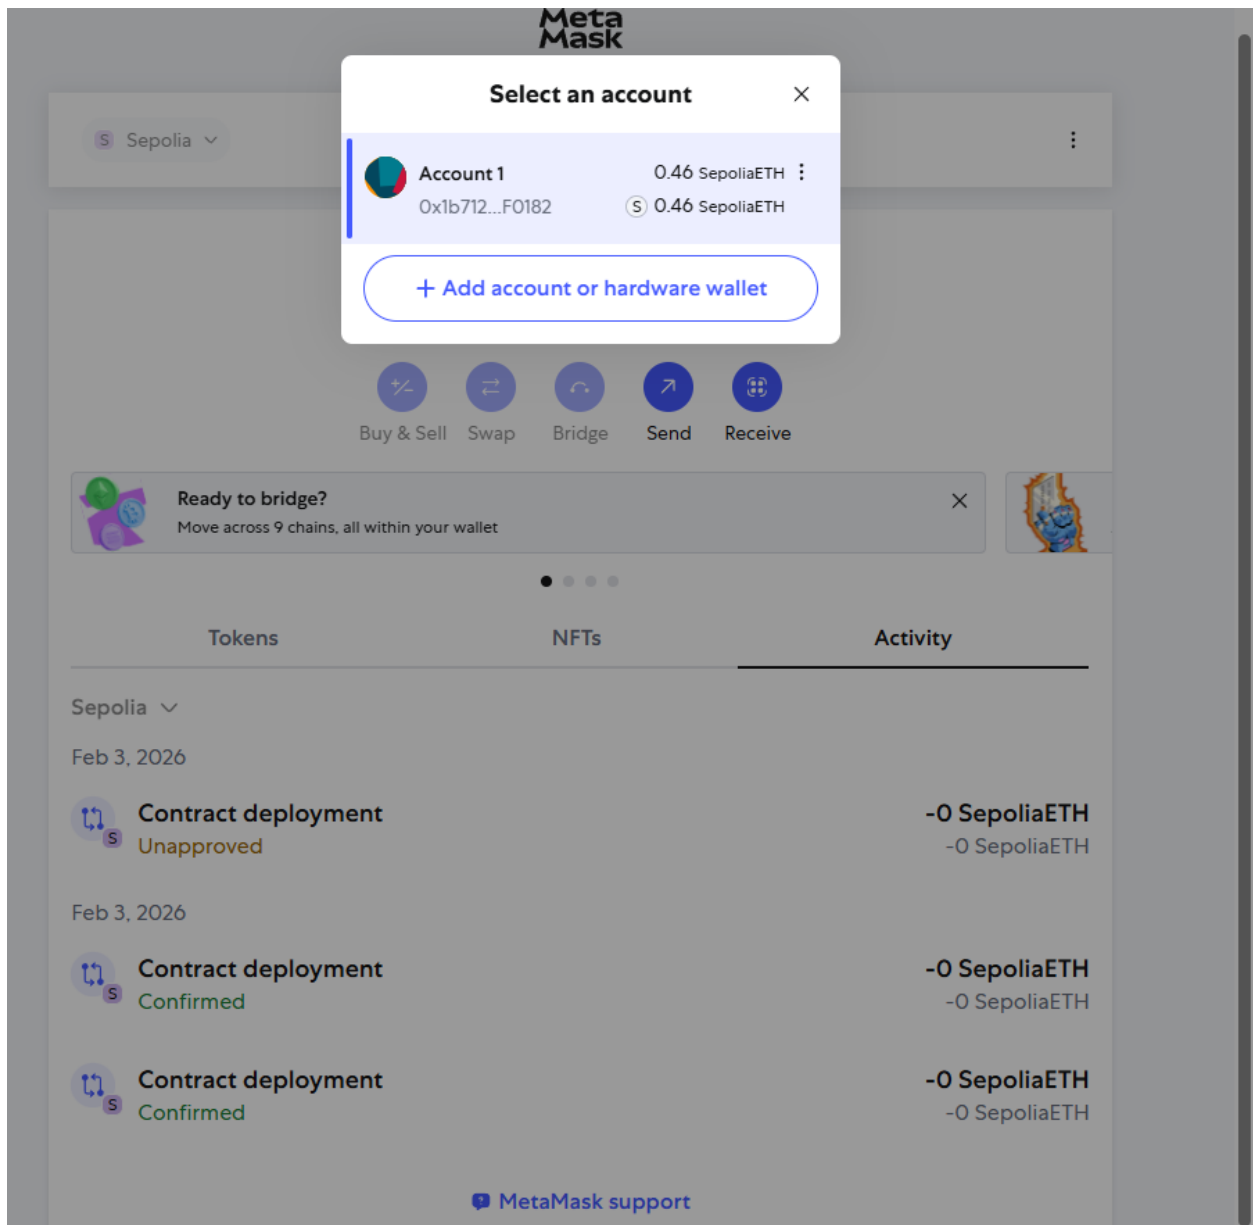 Meta
Mask
Select an account
S Sepolia
Account 1
0.46 SepoliaETH
0x1b712...F0182
S 0.46 SepoliaETH
+ Add account or hardware wallet
Buy & Sell
Swap
Bridge
Send
Receive
Ready to bridge?
Move across 9 chains, all within your wallet
Tokens
NFTs
Activity
Sepolia
Feb 3, 2026
Contract deployment
-0 SepoliaETH
S
Unapproved
-0 SepoliaETH
Feb 3, 2026
Contract deployment
-0 SepoliaETH
S
Confirmed
-0 SepoliaETH
Contract deployment
-0 SepoliaETH
S
Confirmed
-0 SepoliaETH
MetaMask support